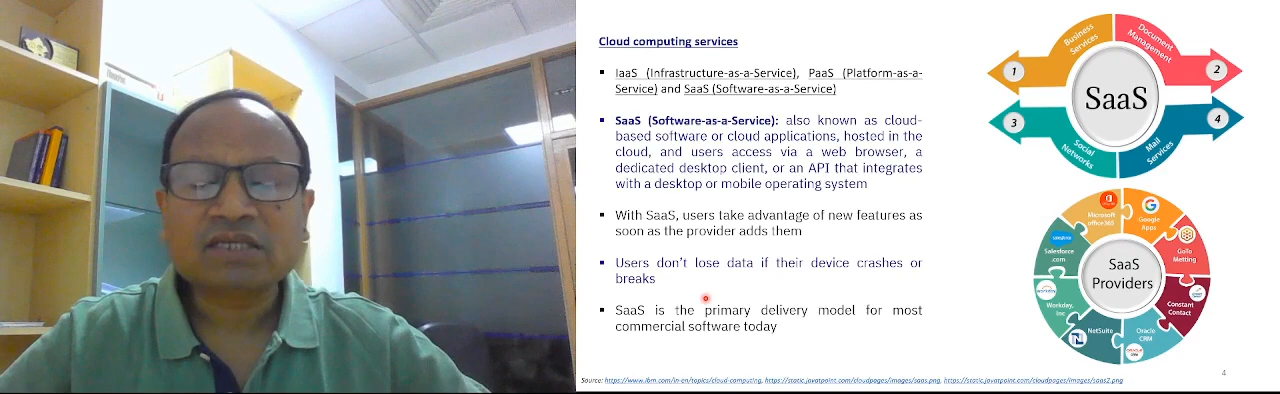 Cloud computing services
▪ IaaS (Infrastructure-as-a-Service), PaaS (Platform-as-a-
Service) and SaaS (Software-as-a-Service)
▪ SaaS (Software-as-a-Service): also known as cloud-
based software or cloud applications, hosted in the
cloud, and users access via a web browser, a
dedicated desktop client, or an API that integrates
with a desktop or mobile operating system
▪ With SaaS, users take advantage of new features as
soon as the provider adds them
▪ Users don't lose data if their device crashes or
breaks
▪ SaaS is the primary delivery model for most
commercial software today
Business
Services
Document
Management
1
2
SaaS
3
4
Social
Networks
Mail
Services
Microsoft
office365
Google
Apps
Salesforce
.com
GoTo
Metting
SaaS
Providers
Workday,
Inc
Constant
Contact
NetSuite
Oracle
CRM
4
Source: https://www.ibm.com/in-en/topics/cloud-computing, https://static.javatpoint.com/cloudpages/images/saas.png, https://static.javatpoint.com/cloudpages/images/saas2.png